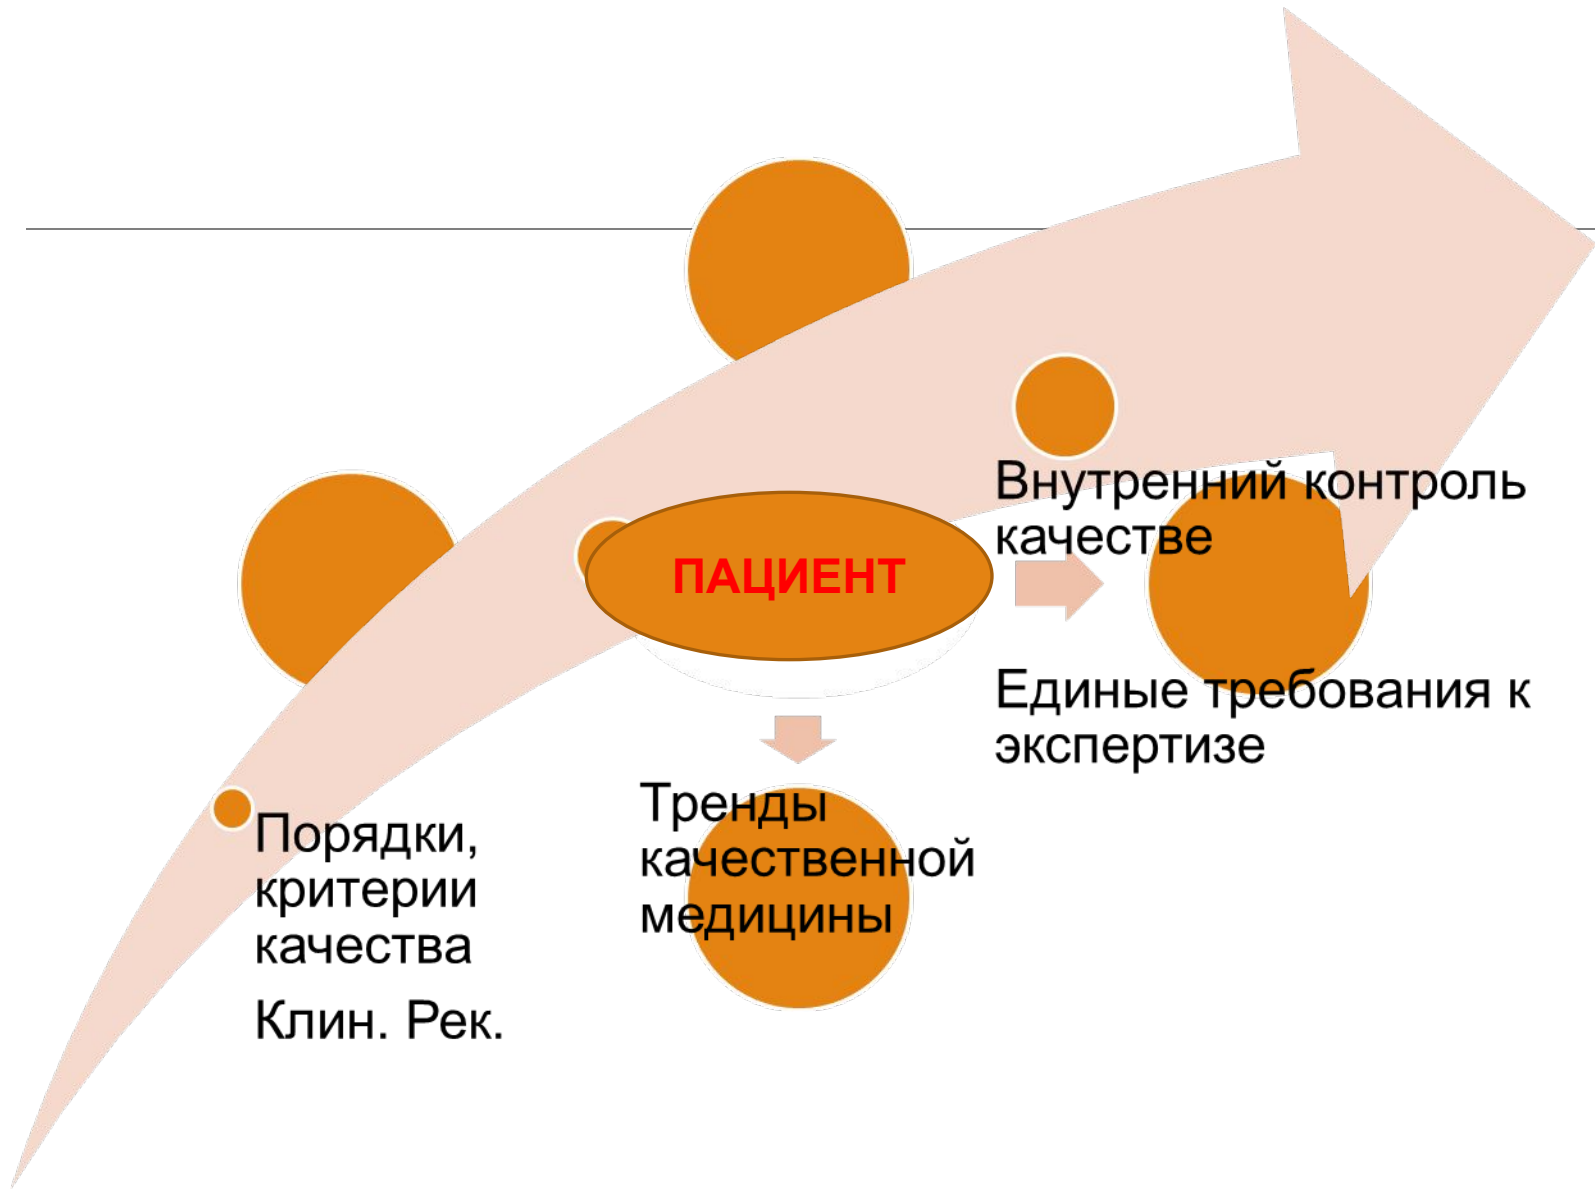 ПАЦИЕНТ
Внутренний контроль
качестве
Единые требования к
экспертизе
Тренды
качественной
медицины
Порядки,
критерии
качества
Клин. Рек.